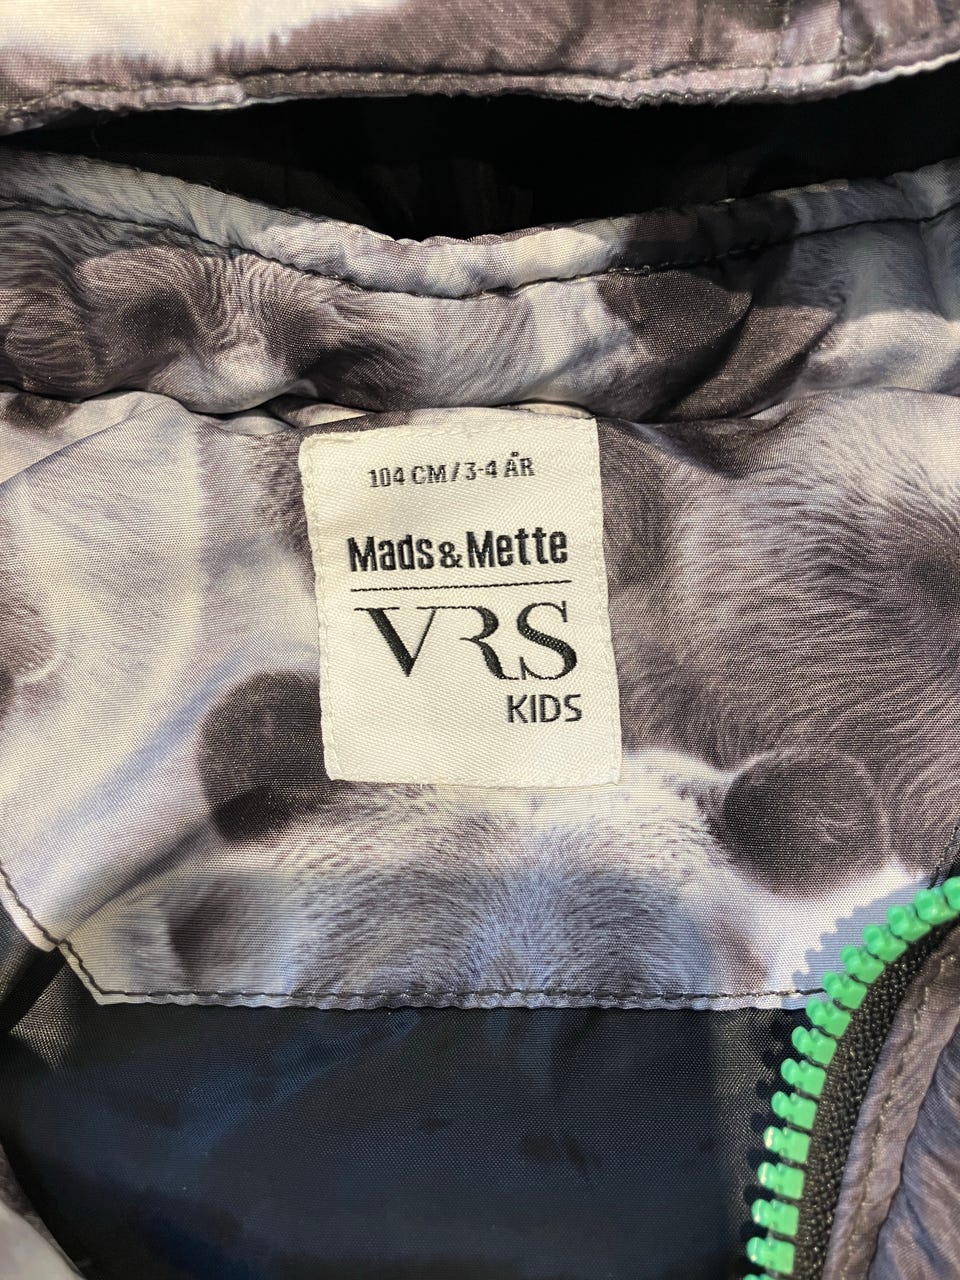 104 CM/3-4 ÅR
Mads & Mette
VRS
KIDS